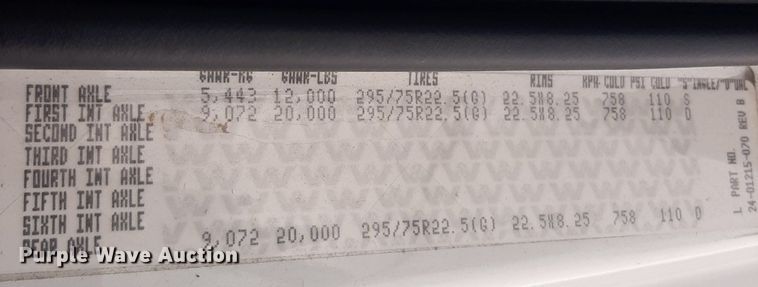 GAWR-KG GAWR-LBS TIRES RIMS KPA COLD PSI COLD
FRONT AXLE 5,443 12,000 295/75R22.5(G) 22.5X8.25 758 110 S
FIRST INT AXLE 9,072 20,000 295/75R22.5(G) 22.5X8.25 758 110 D
SECOND INT AXLE
THIRD INT AXLE
FOURTH INT AXLE
FIFTH INT AXLE
SIXTH INT AXLE
REAR AXLE 9,072 20,000 295/75R22.5(G) 22.5X8.25 758 110 D
L PART NO.
24-01215-070 REV B
Purple Wave Auction